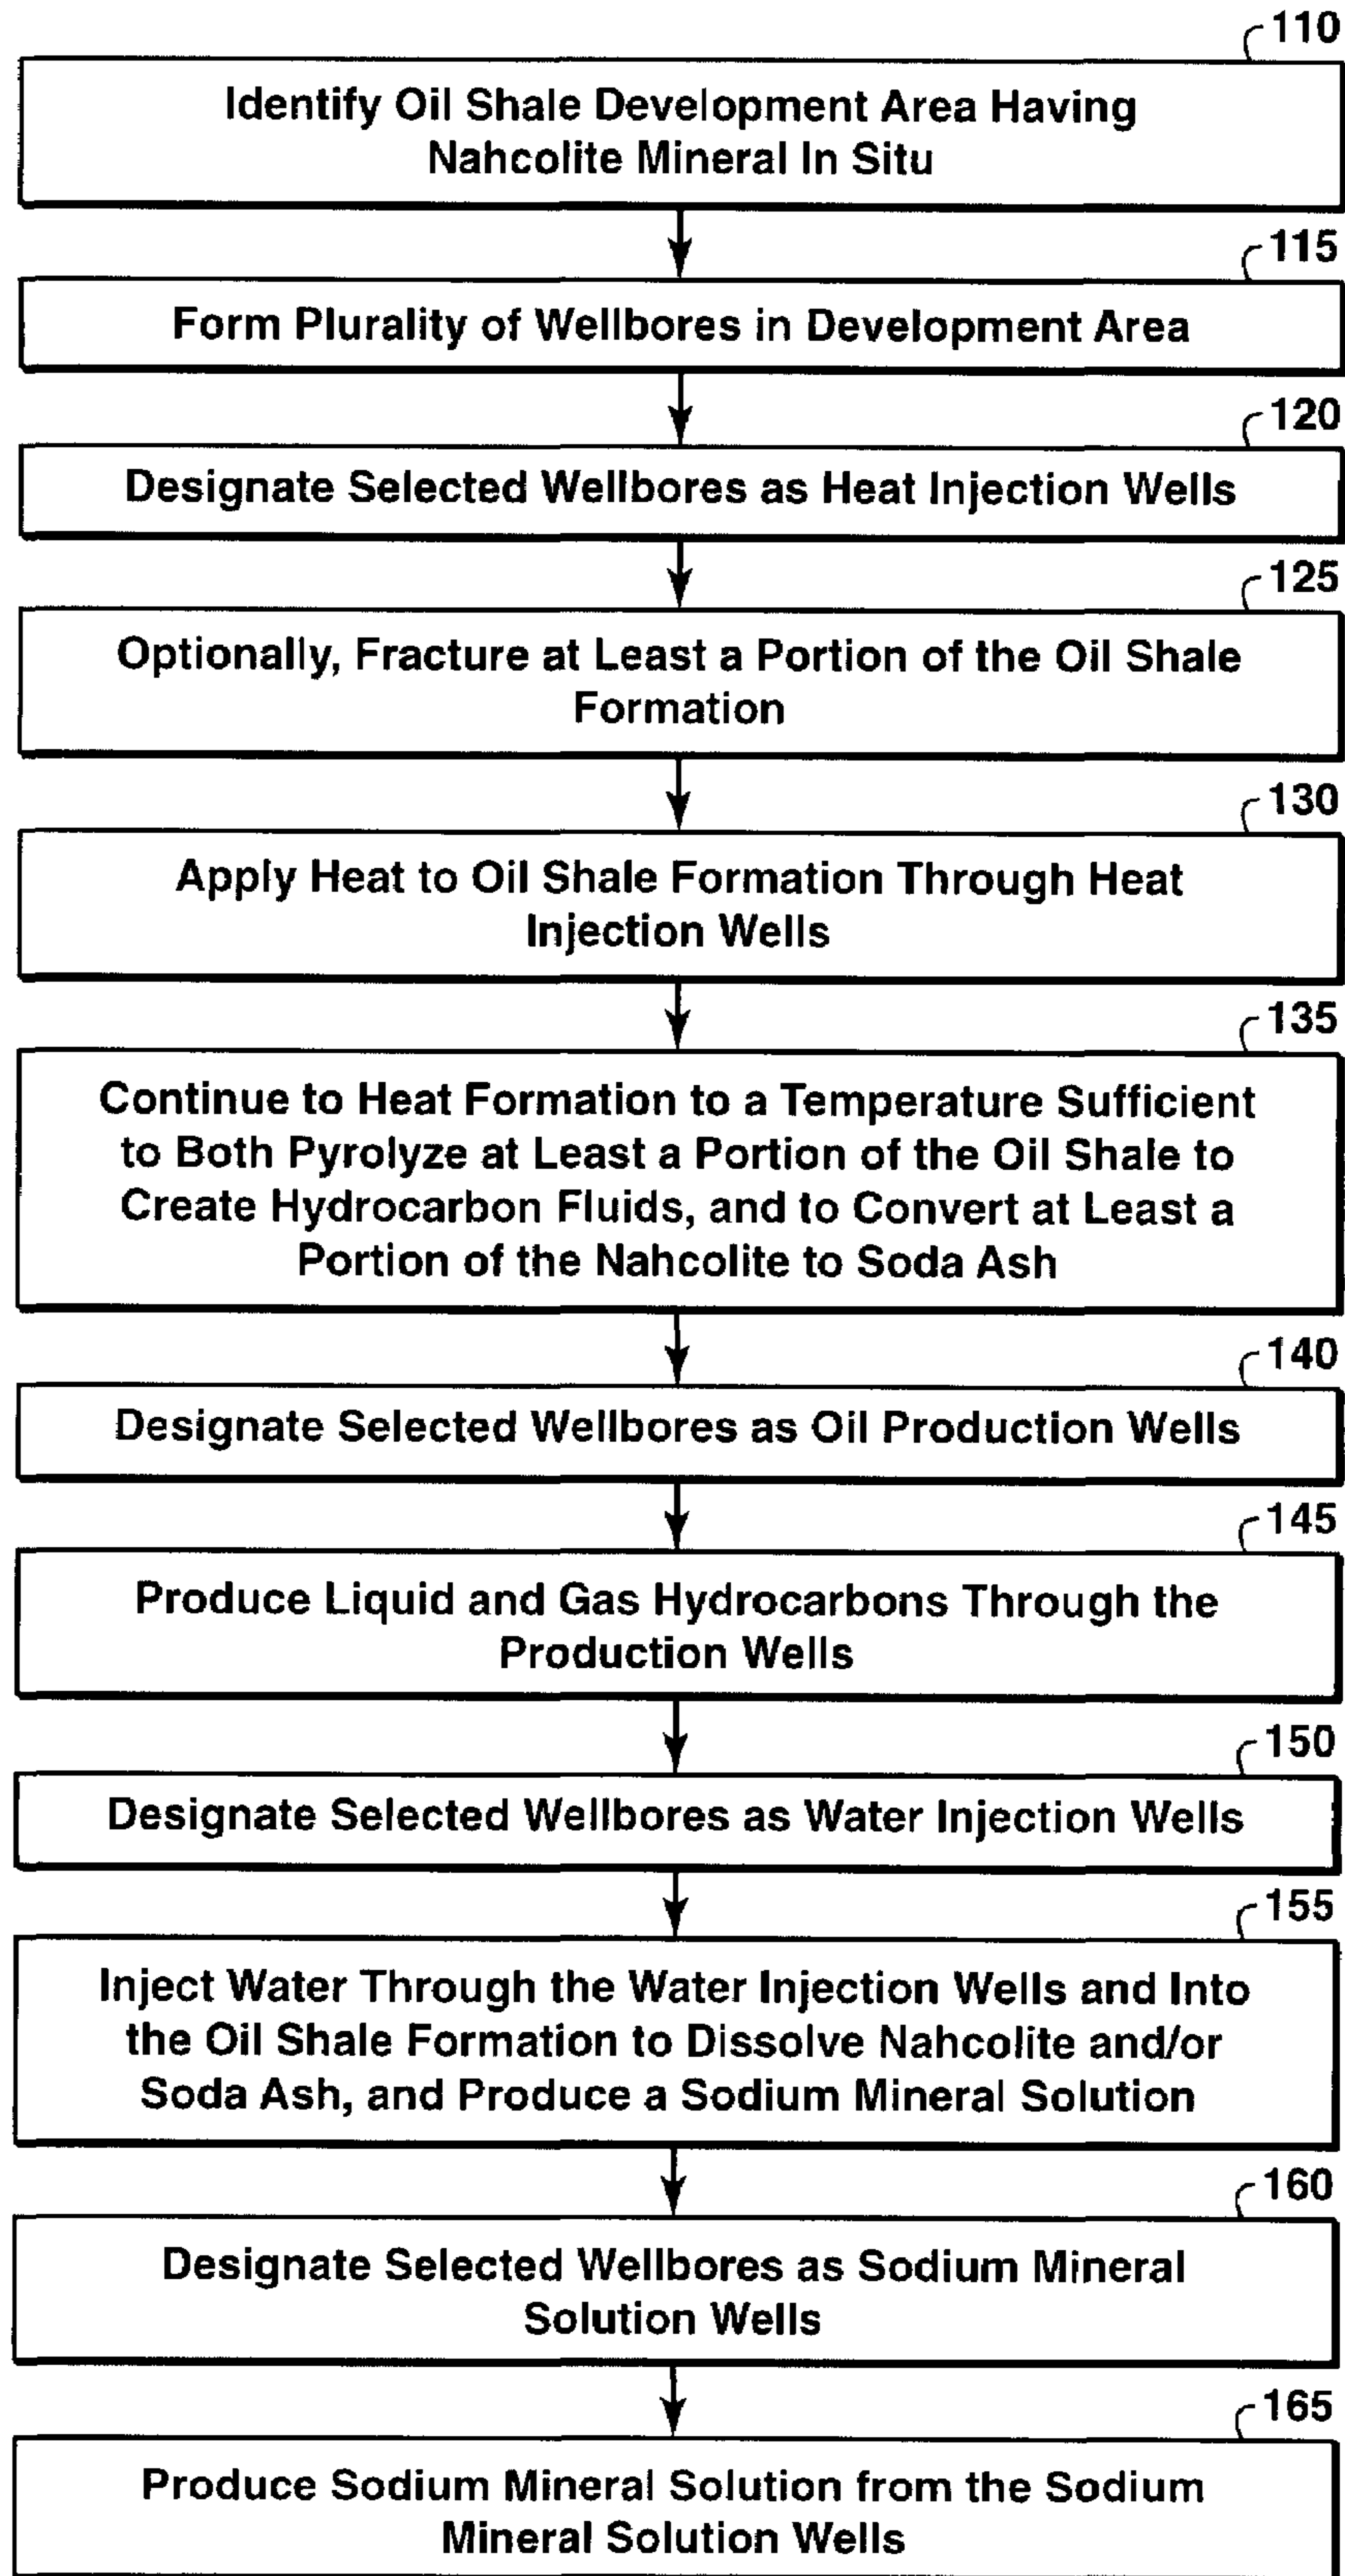 110
Identify Oil Shale Development Area Having
Nahcolite Mineral In Situ
115
Form Plurality of Wellbores in Development Area
120
Designate Selected Wellbores as Heat Injection Wells
125
Optionally, Fracture at Least a Portion of the Oil Shale
Formation
130
Apply Heat to Oil Shale Formation Through Heat
Injection Wells
135
Continue to Heat Formation to a Temperature Sufficient
to Both Pyrolyze at Least a Portion of the Oil Shale to
Create Hydrocarbon Fluids, and to Convert at Least a
Portion of the Nahcolite to Soda Ash
140
Designate Selected Wellbores as Oil Production Wells
145
Produce Liquid and Gas Hydrocarbons Through the
Production Wells
150
Designate Selected Wellbores as Water Injection Wells
155
Inject Water Through the Water Injection Wells and Into
the Oil Shale Formation to Dissolve Nahcolite and/or
Soda Ash, and Produce a Sodium Mineral Solution
160
Designate Selected Wellbores as Sodium Mineral
Solution Wells
165
Produce Sodium Mineral Solution from the Sodium
Mineral Solution Wells